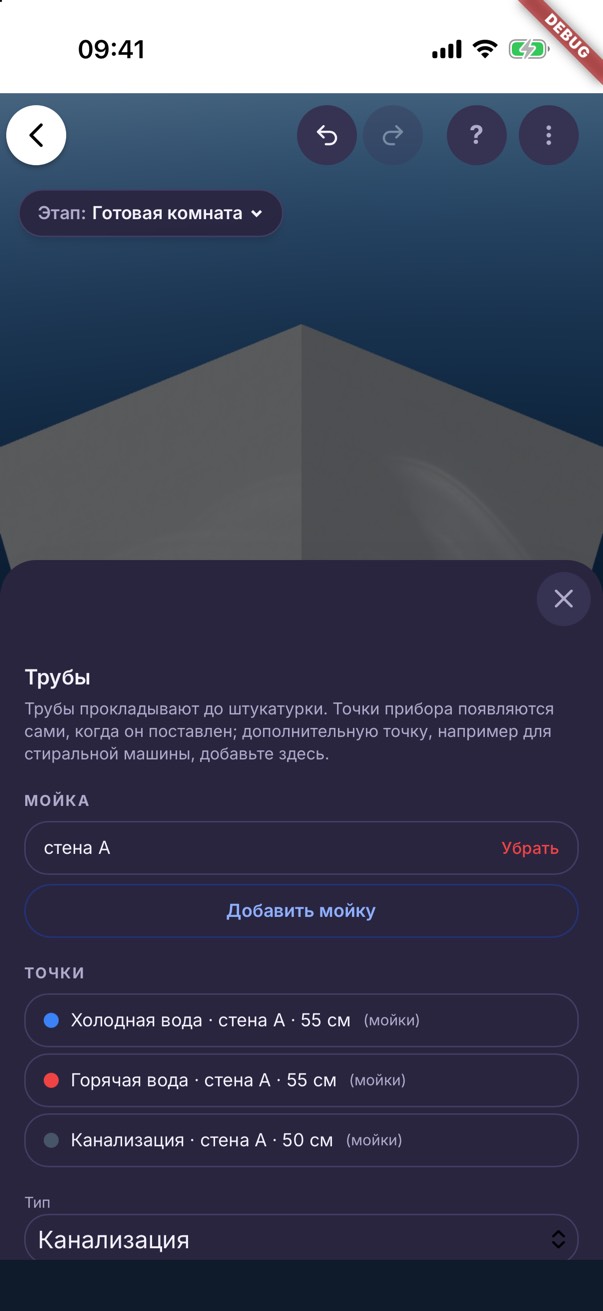 09:41
DEBUG
?
Этап: Готовая комната
Трубы
Трубы прокладывают до штукатурки. Точки прибора появляются
сами, когда он поставлен; дополнительную точку, например для
стиральной машины, добавьте здесь.
МОЙКА
стена A Убрать
Добавить мойку
ТОЧКИ
Холодная вода · стена A · 55 см (мойки)
Горячая вода · стена A · 55 см (мойки)
Канализация · стена A · 50 см (мойки)
Тип
Канализация